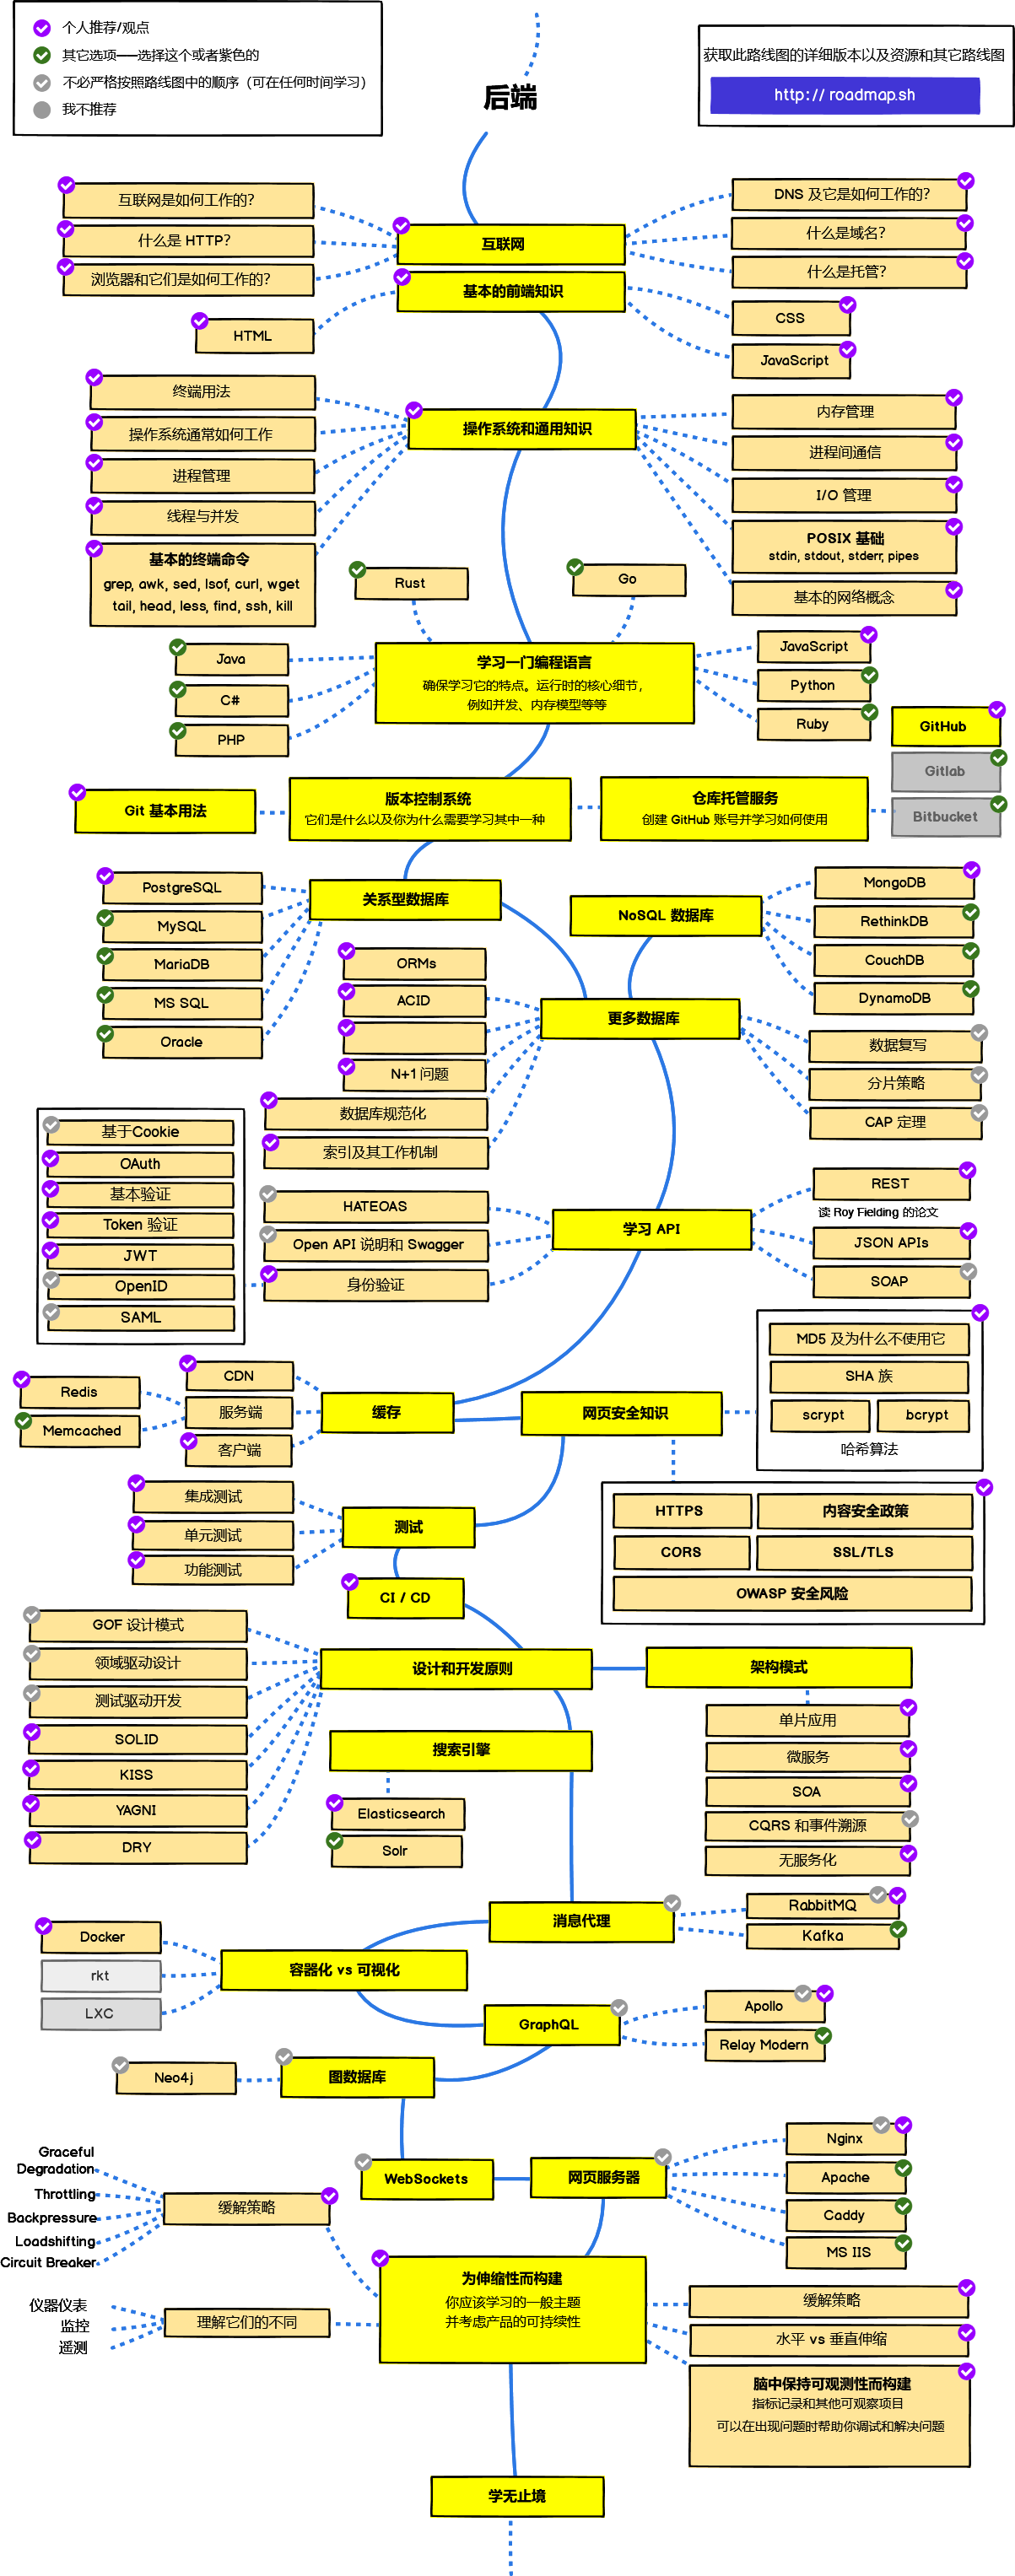 个人推荐/观点
其它选项——选择这个或者紫色的
不必严格按照路线图中的顺序（可在任何时间学习）
我不推荐
获取此路线图的详细版本以及资源和其它路线图
http:// roadmap.sh
后端
互联网是如何工作的?
什么是 HTTP?
浏览器和它们是如何工作的?
互联网
DNS 及它是如何工作的?
什么是域名?
什么是托管?
基本的前端知识
HTML
CSS
JavaScript
终端用法
操作系统通常如何工作
进程管理
线程与并发
基本的终端命令
grep, awk, sed, lsof, curl, wget
tail, head, less, find, ssh, kill
操作系统和通用知识
内存管理
进程间通信
I/O 管理
POSIX 基础
stdin, stdout, stderr, pipes
基本的网络概念
Rust
Go
Java
C#
PHP
学习一门编程语言
确保学习它的特点。运行时的核心细节，
例如并发、内存模型等等
JavaScript
Python
Ruby
GitHub
Gitlab
Bitbucket
Git 基本用法
版本控制系统
它们是什么以及你为什么需要学习其中一种
仓库托管服务
创建 GitHub 账号并学习如何使用
PostgreSQL
MySQL
MariaDB
MS SQL
Oracle
关系型数据库
NoSQL 数据库
MongoDB
RethinkDB
CouchDB
DynamoDB
ORMs
ACID
N+1 问题
数据库规范化
索引及其工作机制
更多数据库
数据复写
分片策略
CAP 定理
基于Cookie
OAuth
基本验证
Token 验证
JWT
OpenID
SAML
HATEOAS
Open API 说明和 Swagger
身份验证
学习 API
REST
读 Roy Fielding 的论文
JSON APIs
SOAP
Redis
Memcached
CDN
服务端
客户端
缓存
网页安全知识
MD5 及为什么不使用它
SHA 族
scrypt
bcrypt
哈希算法
HTTPS
内容安全政策
CORS
SSL/TLS
OWASP 安全风险
集成测试
单元测试
功能测试
测试
CI / CD
GOF 设计模式
领域驱动设计
测试驱动开发
SOLID
KISS
YAGNI
DRY
设计和开发原则
架构模式
单片应用
微服务
SOA
CQRS 和事件溯源
无服务化
搜索引擎
Elasticsearch
Solr
消息代理
RabbitMQ
Kafka
Docker
rkt
LXC
容器化 vs 可视化
GraphQL
Apollo
Relay Modern
Neo4j
图数据库
WebSockets
网页服务器
Nginx
Apache
Caddy
MS IIS
Graceful
Degradation
Throttling
Backpressure
Loadshifting
Circuit Breaker
缓解策略
仪器仪表
监控
遥测
理解它们的不同
为伸缩性而构建
你应该学习的一般主题
并考虑产品的可持续性
缓解策略
水平 vs 垂直伸缩
脑中保持可观测性而构建
指标记录和其他可观察项目
可以在出现问题时帮助你调试和解决问题
学无止境